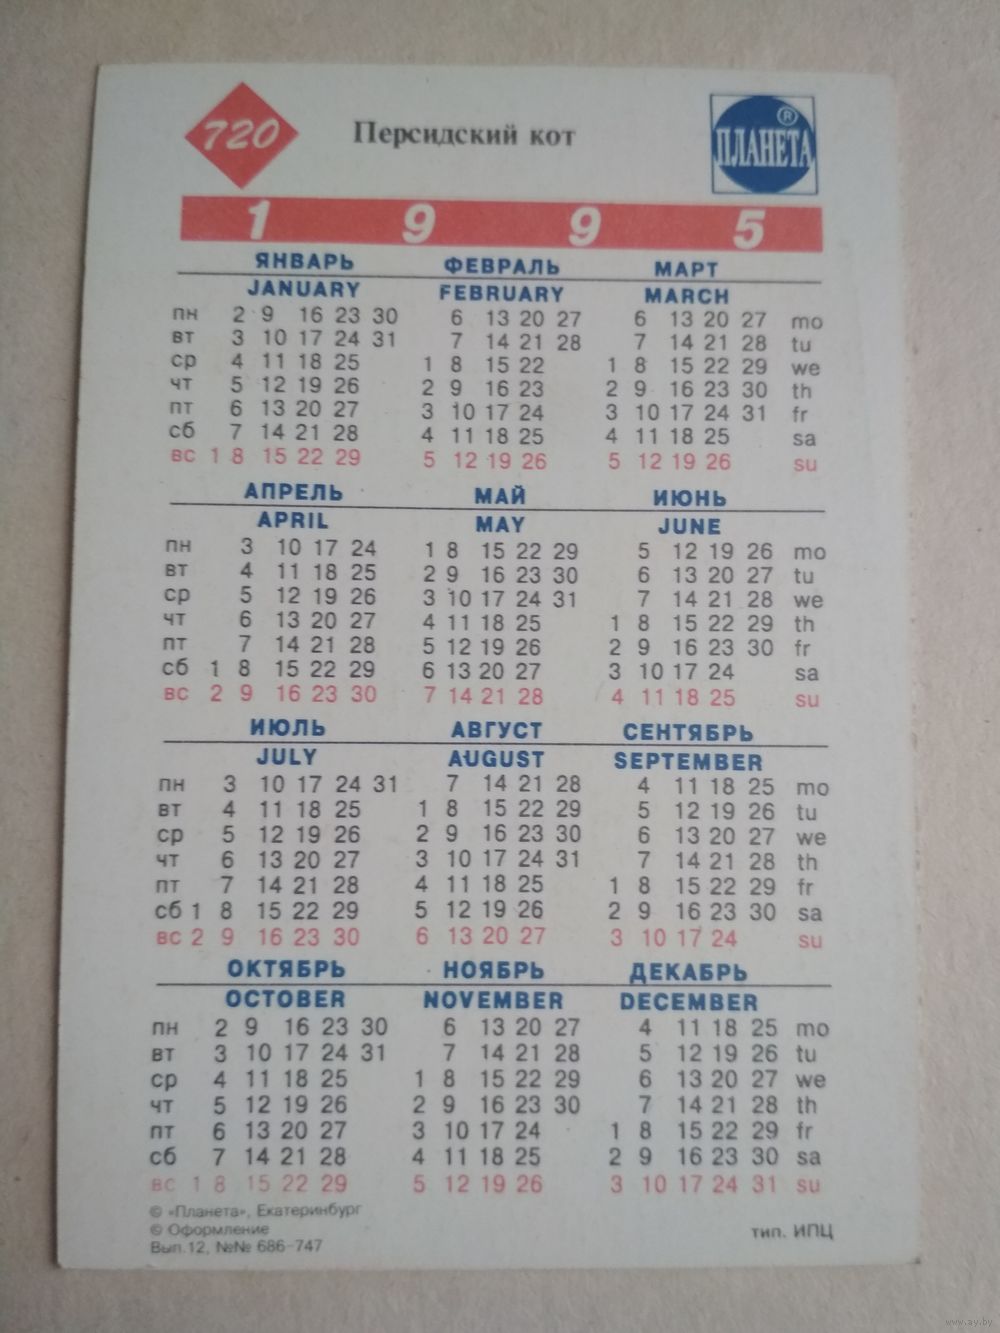 720 Персидский кот ПЛАНЕТА ®
1 9 9 5
ЯНВАРЬ ФЕВРАЛЬ МАРТ
JANUARY FEBRUARY MARCH
пн 2 9 16 23 30 6 13 20 27 6 13 20 27 mo
вт 3 10 17 24 31 7 14 21 28 7 14 21 28 tu
ср 4 11 18 25 1 8 15 22 1 8 15 22 29 we
чт 5 12 19 26 2 9 16 23 2 9 16 23 30 th
пт 6 13 20 27 3 10 17 24 3 10 17 24 31 fr
сб 7 14 21 28 4 11 18 25 4 11 18 25 sa
вс 1 8 15 22 29 5 12 19 26 5 12 19 26 su
АПРЕЛЬ МАЙ ИЮНЬ
APRIL MAY JUNE
пн 3 10 17 24 1 8 15 22 29 5 12 19 26 mo
вт 4 11 18 25 2 9 16 23 30 6 13 20 27 tu
ср 5 12 19 26 3 10 17 24 31 7 14 21 28 we
чт 6 13 20 27 4 11 18 25 1 8 15 22 29 th
пт 7 14 21 28 5 12 19 26 2 9 16 23 30 fr
сб 1 8 15 22 29 6 13 20 27 3 10 17 24 sa
вс 2 9 16 23 30 7 14 21 28 4 11 18 25 su
ИЮЛЬ АВГУСТ СЕНТЯБРЬ
JULY AUGUST SEPTEMBER
пн 3 10 17 24 31 7 14 21 28 4 11 18 25 mo
вт 4 11 18 25 1 8 15 22 29 5 12 19 26 tu
ср 5 12 19 26 2 9 16 23 30 6 13 20 27 we
чт 6 13 20 27 3 10 17 24 31 7 14 21 28 th
пт 7 14 21 28 4 11 18 25 1 8 15 22 29 fr
сб 1 8 15 22 29 5 12 19 26 2 9 16 23 30 sa
вс 2 9 16 23 30 6 13 20 27 3 10 17 24 su
ОКТЯБРЬ НОЯБРЬ ДЕКАБРЬ
OCTOBER NOVEMBER DECEMBER
пн 2 9 16 23 30 6 13 20 27 4 11 18 25 mo
вт 3 10 17 24 31 7 14 21 28 5 12 19 26 tu
ср 4 11 18 25 1 8 15 22 29 6 13 20 27 we
чт 5 12 19 26 2 9 16 23 30 7 14 21 28 th
пт 6 13 20 27 3 10 17 24 1 8 15 22 29 fr
сб 7 14 21 28 4 11 18 25 2 9 16 23 30 sa
вс 1 8 15 22 29 5 12 19 26 3 10 17 24 31 su
© «Планета», Екатеринбург
© Оформление тип. ИПЦ
Вып.12, №№ 686-747
www.ay.by